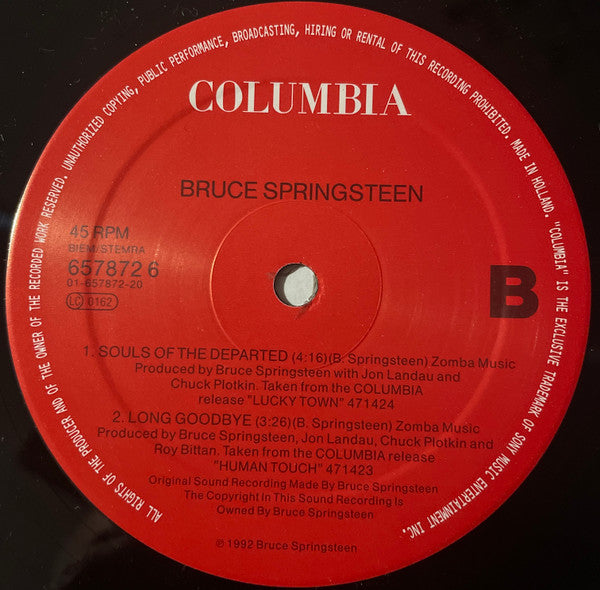 ALL RIGHTS OF THE PRODUCER AND OF THE OWNER OF THE RECORDED WORK RESERVED. UNAUTHORIZED COPYING, PUBLIC PERFORMANCE, BROADCASTING, HIRING OR RENTAL OF THIS RECORDING PROHIBITED. MADE IN HOLLAND. "COLUMBIA" IS THE EXCLUSIVE TRADEMARK OF SONY MUSIC ENTERTAINMENT INC.
COLUMBIA
BRUCE SPRINGSTEEN
45 RPM
BIEM/STEMRA
657872 6
01-657872-20
LC 0162
B
1. SOULS OF THE DEPARTED (4:16)(B. Springsteen) Zomba Music
Produced by Bruce Springsteen with Jon Landau and
Chuck Plotkin. Taken from the COLUMBIA
release "LUCKY TOWN" 471424
2. LONG GOODBYE (3:26)(B. Springsteen) Zomba Music
Produced by Bruce Springsteen, Jon Landau, Chuck Plotkin and
Roy Bittan. Taken from the COLUMBIA release
"HUMAN TOUCH" 471423
Original Sound Recording Made By Bruce Springsteen
The Copyright In This Sound Recording Is
Owned By Bruce Springsteen
℗ 1992 Bruce Springsteen